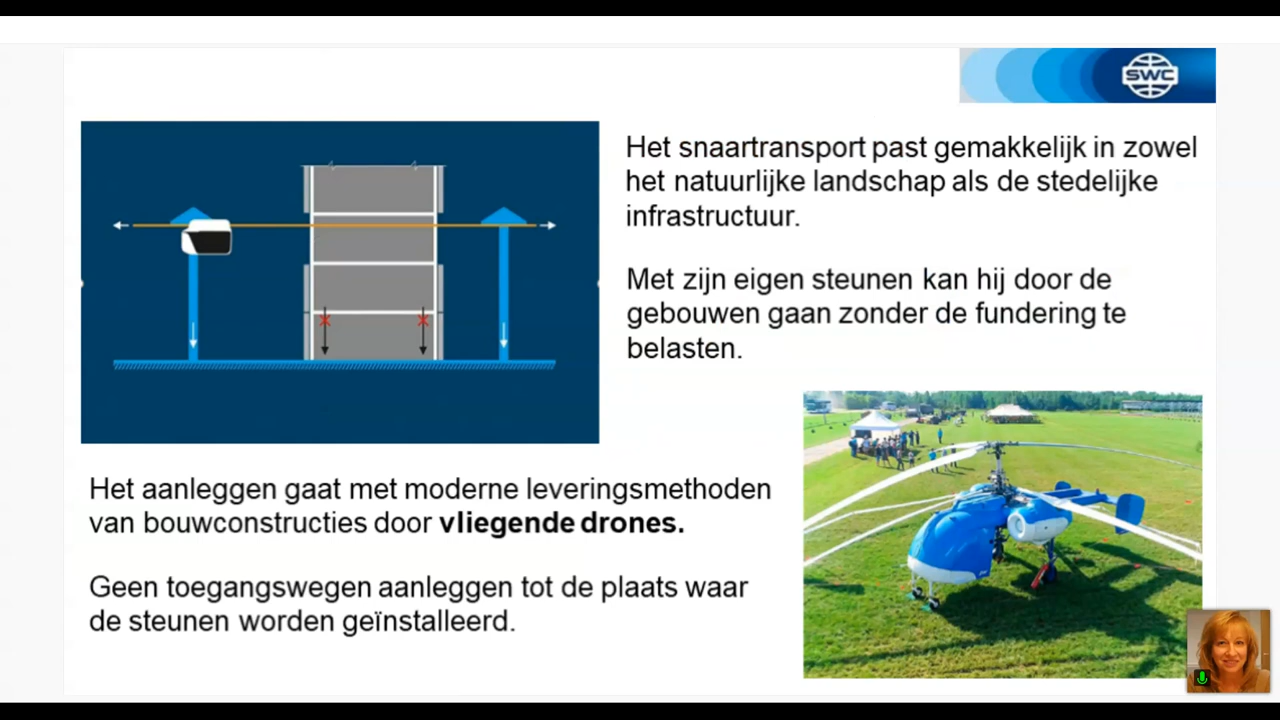 SWC
Het snaartransport past gemakkelijk in zowel
het natuurlijke landschap als de stedelijke
infrastructuur.
Met zijn eigen steunen kan hij door de
gebouwen gaan zonder de fundering te
belasten.
Het aanleggen gaat met moderne leveringsmethoden
van bouwconstructies door vliegende drones.
Geen toegangswegen aanleggen tot de plaats waar
de steunen worden geïnstalleerd.